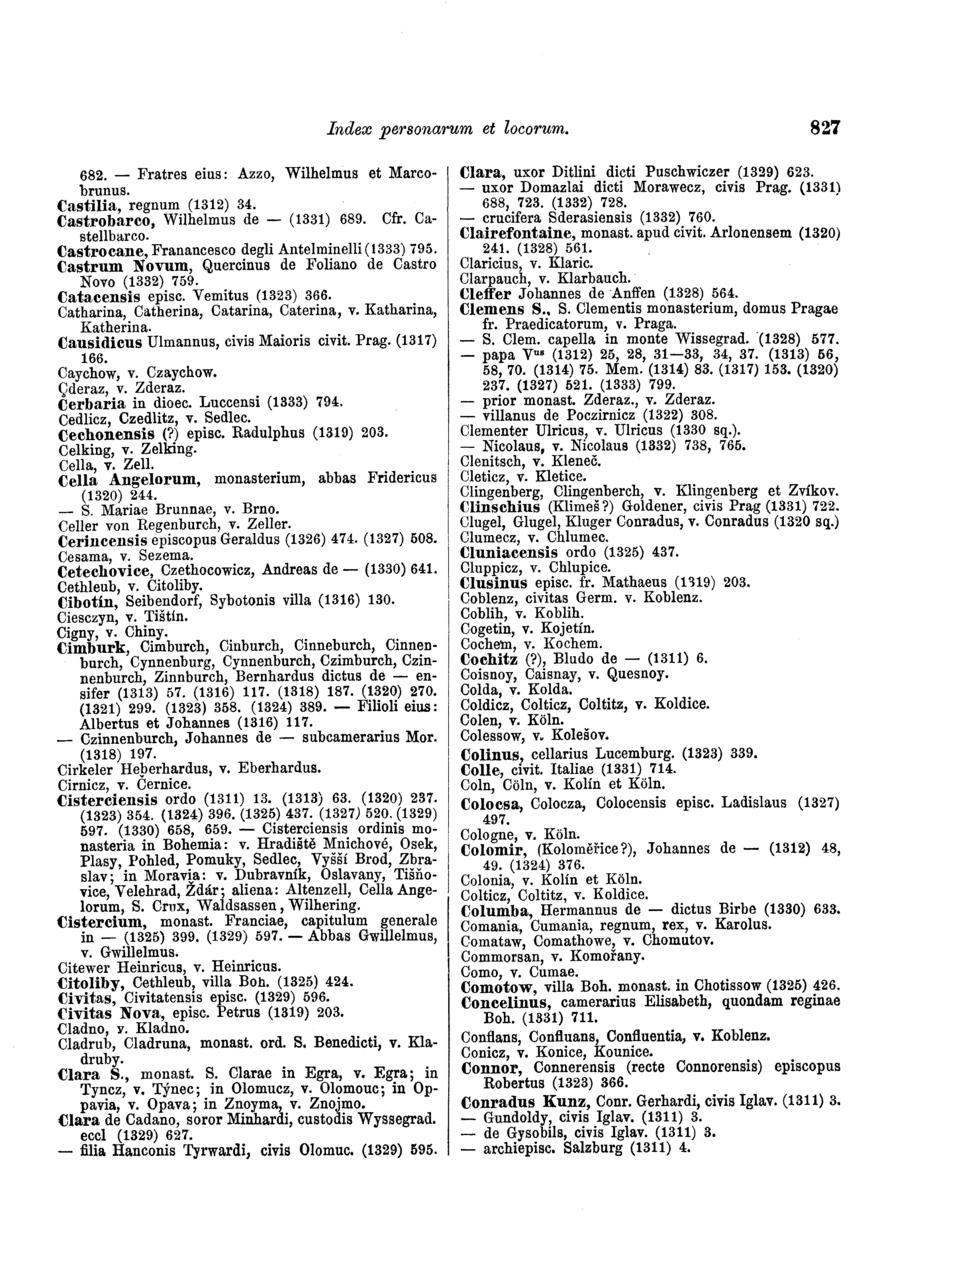 Index personarum et locorum.
827
682. — Fratres eius: Azzo, Wilhelmus et Marco-
brunus.
Castilia, regnum (1312) 34.
Castrobarco, Wilhelmus de — (1331) 689. Cfr. Ca-
stellbarco.
Castrocane, Franancesco degli Antelminelli (1333) 795.
Castrum Novum, Quercinus de Foliano de Castro
Novo (1332) 759.
Catacensis episc. Vemitus (1323) 366.
Catharina, Catherina, Catarina, Caterina, v. Katharina,
Katherina.
Causidicus Ulmannus, civis Maioris civit. Prag. (1317)
166.
Caychow, v. Czaychow.
Çderaz, v. Zderaz.
Cerbaria in dioec. Luccensi (1333) 794.
Cedlicz, Czedlitz, v. Sedlec.
Cechonensis (?) episc. Radulphus (1319) 203.
Celking, v. Zelking.
Cella, v. Zell.
Cella Angelorum, monasterium, abbas Fridericus
(1320) 244.
— S. Mariae Brunnae, v. Brno.
Celler von Regenburch, v. Zeller.
Cerincensis episcopus Geraldus (1326) 474. (1327) 508.
Cesama, v. Sezema.
Cetechovice, Czethocowicz, Andreas de — (1330) 641.
Cethleub, v. Citoliby.
Cibotín, Seibendorf, Sybotonis villa (1316) 130.
Ciesczyn, v. Tištín.
Cigny, v. Chiny.
Cimburk, Cimburch, Cinburch, Cinneburch, Cinnen-
burch, Cynnenburg, Cynnenburch, Czimburch, Czin-
nenburch, Zinnburch, Bernhardus dictus de — en-
sifer (1313) 57. (1316) 117. (1318) 187. (1320) 270.
(1321) 299. (1323) 358. (1324) 389. — Filioli eius:
Albertus et Johannes (1316) 117.
— Czinnenburch, Johannes de — subcamerarius Mor.
(1318) 197.
Cirkeler Heberhardus, v. Eberhardus.
Cirnicz, v. Černice.
Cisterciensis ordo (1311) 13. (1313) 63. (1320) 237.
(1323) 354. (1324) 396. (1325) 437. (1327) 520. (1329)
597. (1330) 658, 659. — Cisterciensis ordinis mo-
nasteria in Bohemia: v. Hradiště Mnichové, Osek,
Plasy, Pohled, Pomuky, Sedlec, Vyšší Brod, Zbra-
slav; in Moravia: v. Dubravník, Oslavany, Tišňo-
vice, Velehrad, Ždár; aliena: Altenzell, Cella Ange-
lorum, S. Crux, Waldsassen, Wilhering.
Cistercium, monast. Franciae, capitulum generale
in — (1325) 399. (1329) 597. — Abbas Gwillelmus,
v. Gwillelmus.
Citewer Heinricus, v. Heinricus.
Citoliby, Cethleub, villa Boh. (1325) 424.
Civitas, Civitatensis episc. (1329) 596.
Civitas Nova, episc. Petrus (1319) 203.
Cladno, v. Kladno.
Cladrub, Cladruna, monast. ord. S. Benedicti, v. Kla-
druby.
Clara S., monast. S. Clarae in Egra, v. Egra; in
Tyncz, v. Týnec; in Olomucz, v. Olomouc; in Op-
pavia, v. Opava; in Znoyma, v. Znojmo.
Clara de Cadano, soror Minhardi, custodis Wyssegrad.
eccl (1329) 627.
— filia Hanconis Tyrwardi, civis Olomuc. (1329) 595.
Clara, uxor Ditlini dicti Puschwiczer (1329) 623.
— uxor Domazlai dicti Morawecz, civis Prag. (1331)
688, 723. (1332) 728.
— crucifera Sderasiensis (1332) 760.
Clairefontaine, monast. apud civit. Arlonensem (1320)
241. (1328) 561.
Claricius, v. Klaric.
Clarpauch, v. Klarbauch.
Cleffer Johannes de Anffen (1328) 564.
Clemens S., S. Clementis monasterium, domus Pragae
fr. Praedicatorum, v. Praga.
— S. Clem. capella in monte Wissegrad. (1328) 577.
— papa Vus (1312) 25, 28, 31—33, 34, 37. (1313) 56,
58, 70. (1314) 75. Mem. (1314) 83. (1317) 153. (1320)
237. (1327) 521. (1333) 799.
— prior monast. Zderaz., v. Zderaz.
— villanus de Poczirnicz (1322) 308.
Clementer Ulricus, v. Ulricus (1330 sq.).
— Nicolaus, v. Nicolaus (1332) 738, 765.
Clenitsch, v. Kleneč.
Cleticz, v. Kletice.
Clingenberg, Clingenberch, v. Klingenberg et Zvíkov.
Clinschius (Klimeš?) Goldener, civis Prag (1331) 722.
Clugel, Glugel, Kluger Conradus, v. Conradus (1320 sq.)
Clumecz, v. Chlumec.
Cluniacensis ordo (1325) 437.
Cluppicz, v. Chlupice.
Clusinus episc. fr. Mathaeus (1319) 203.
Coblenz, civitas Germ. v. Koblenz.
Coblih, v. Koblih.
Cogetin, v. Kojetín.
Cochem, v. Kochem.
Cochitz (?), Bludo de — (1311) 6.
Coisnoy, Caisnay, v. Quesnoy.
Colda, v. Kolda.
Coldicz, Colticz, Coltitz, v. Koldice.
Colen, v. Köln.
Colessow, v. Kolešov.
Colinus, cellarius Lucemburg. (1323) 339.
Colle, civit. Italiae (1331) 714.
Coln, Cöln, v. Kolín et Köln.
Colocsa, Colocza, Colocensis episc. Ladislaus (1327)
497.
Cologne, v. Köln.
Colomir, (Koloměřice?), Johannes de — (1312) 48,
49. (1324) 376.
Colonia, v. Kolín et Köln.
Colticz, Coltitz, v. Koldice.
Columba, Hermannus de — dictus Birbe (1330) 633.
Comania, Cumania, regnum, rex, v. Karolus.
Comataw, Comathowe, v. Chomutov.
Commorsan, v. Komořany.
Como, v. Cumae.
Comotow, villa Boh. monast. in Chotissow (1325) 426.
Concelinus, camerarius Elisabeth, quondam reginae
Boh. (1331) 711.
Conflans, Confluans, Confluentia, v. Koblenz.
Conicz, v. Konice, Kounice.
Connor, Connerensis (recte Connorensis) episcopus
Robertus (1323) 366.
Conradus Kunz, Conr. Gerhardi, civis Iglav. (1311) 3.
— Gundoldy, civis Iglav. (1311) 3.
— de Gysobils, civis Iglav. (1311) 3.
— archiepisc. Salzburg (1311) 4.